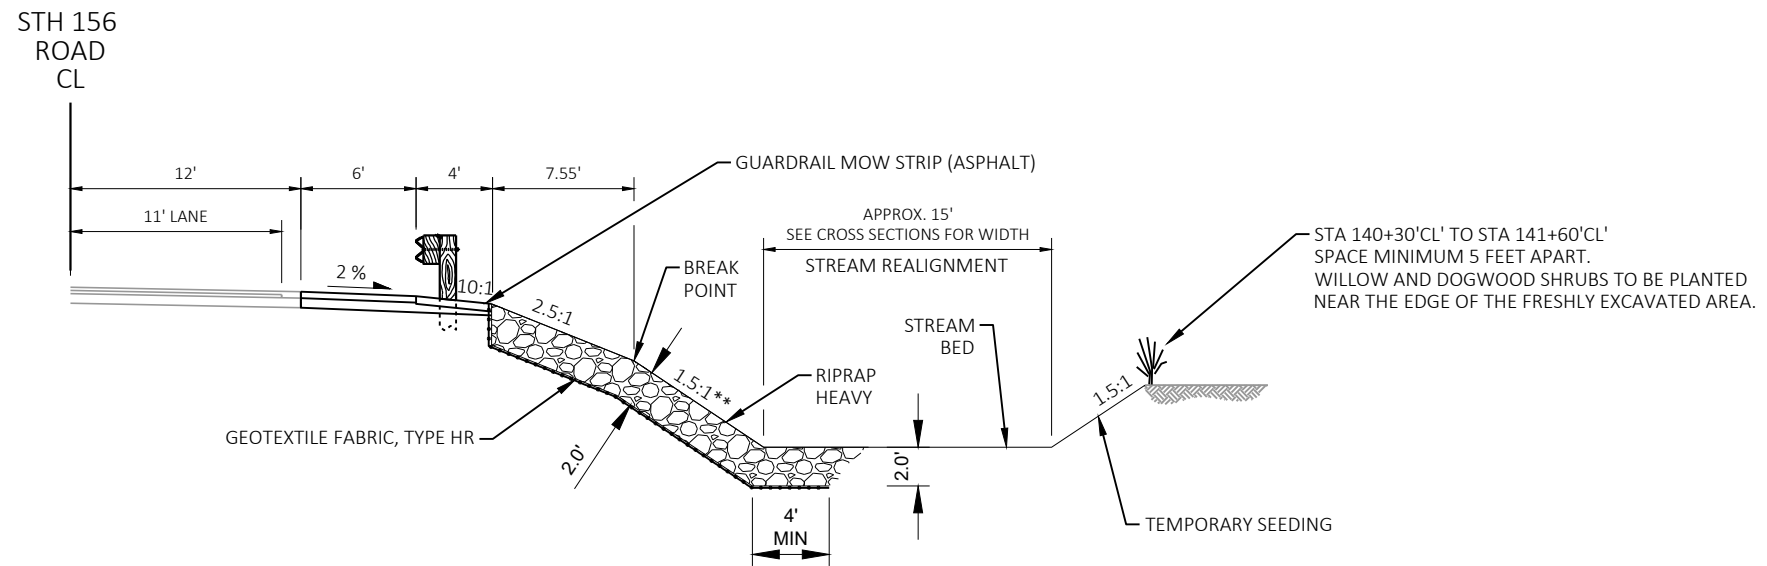 STH 156
ROAD
CL
12'
6'
4'
7.55'
GUARDRAIL MOW STRIP (ASPHALT)
11' LANE
APPROX. 15'
SEE CROSS SECTIONS FOR WIDTH
STREAM REALIGNMENT
STA 140+30'CL' TO STA 141+60'CL'
SPACE MINIMUM 5 FEET APART.
WILLOW AND DOGWOOD SHRUBS TO BE PLANTED
NEAR THE EDGE OF THE FRESHLY EXCAVATED AREA.
2 %
10:1
BREAK
POINT
2.5:1
STREAM
BED
1.5:1**
RIPRAP
HEAVY
1.5:1
GEOTEXTILE FABRIC, TYPE HR
2.0'
2.0'
4'
MIN
TEMPORARY SEEDING